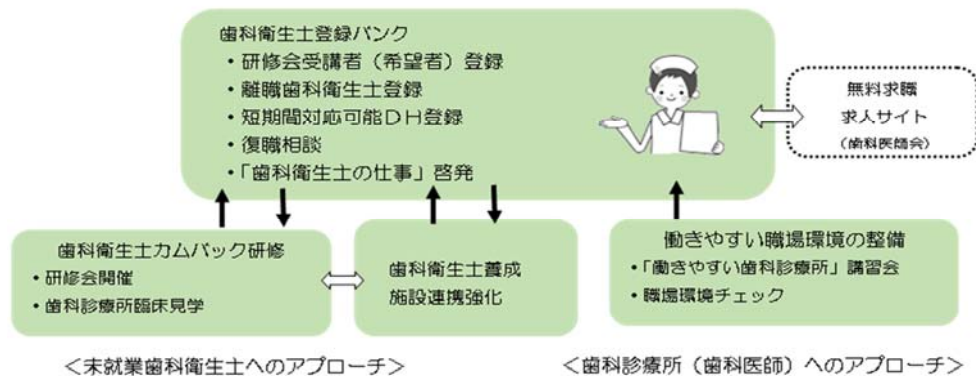 歯科衛生士登録バンク
・研修会受講者（希望者）登録
・離職歯科衛生士登録
・短期間対応可能ＤＨ登録
・復職相談
・「歯科衛生士の仕事」啓発
無料求職
求人サイト
（歯科医師会）
歯科衛生士カムバック研修
・研修会開催
・歯科診療所臨床見学
歯科衛生士養成
施設連携強化
働きやすい職場環境の整備
・「働きやすい歯科診療所」講習会
・職場環境チェック
＜未就業歯科衛生士へのアプローチ＞
＜歯科診療所（歯科医師）へのアプローチ＞